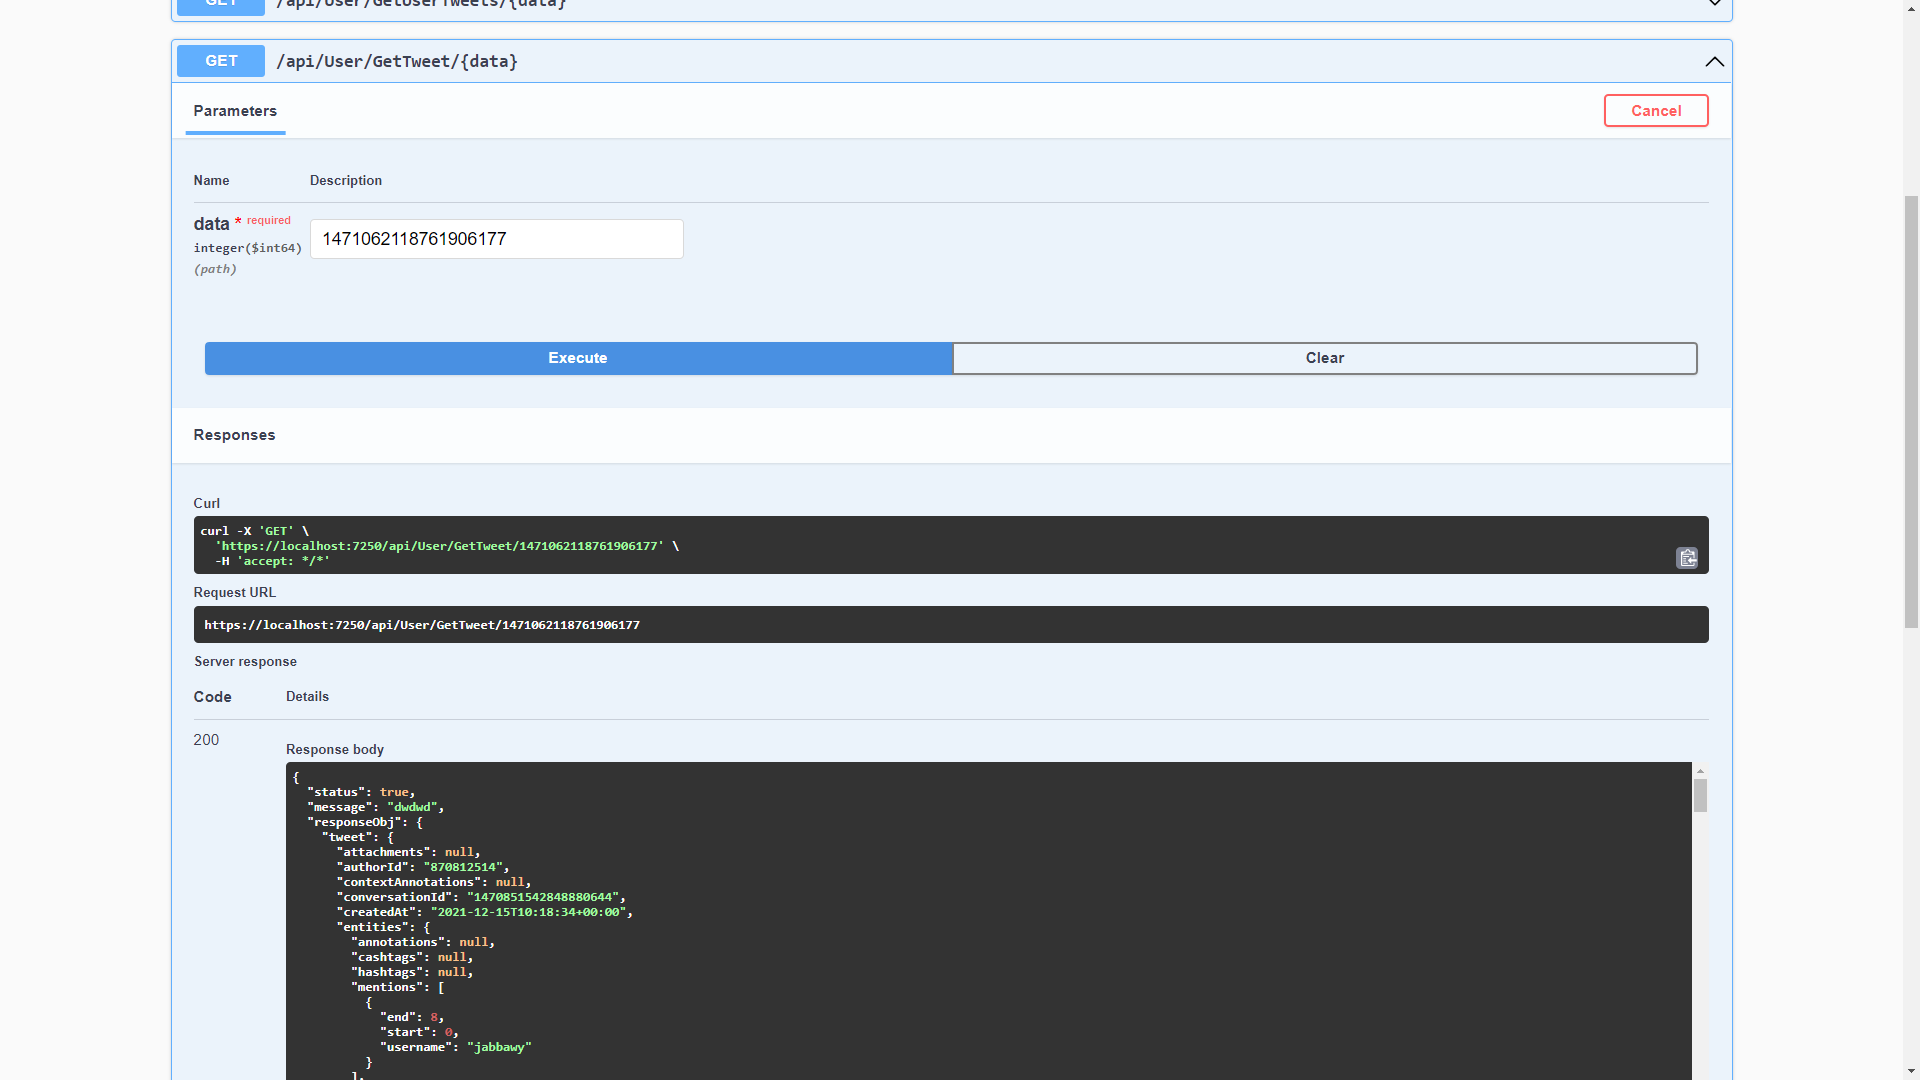 GET /api/User/GetUserTweets/{data}
GET /api/User/GetTweet/{data}
Parameters
Cancel
Name Description
data * required
integer($int64)
(path)
1471062118761906177
Execute Clear
Responses
Curl
curl -X 'GET' \
'https://localhost:7250/api/User/GetTweet/1471062118761906177' \
-H 'accept: */*'
Request URL
https://localhost:7250/api/User/GetTweet/1471062118761906177
Server response
Code Details
200
Response body
{
"status": true,
"message": "dwdwd",
"responseObj": {
"tweet": {
"attachments": null,
"authorId": "870812514",
"contextAnnotations": null,
"conversationId": "1470851542848880644",
"createdAt": "2021-12-15T10:18:34+00:00",
"entities": {
"annotations": null,
"cashtags": null,
"hashtags": null,
"mentions": [
{
"end": 8,
"start": 0,
"username": "jabbawy"
}
],